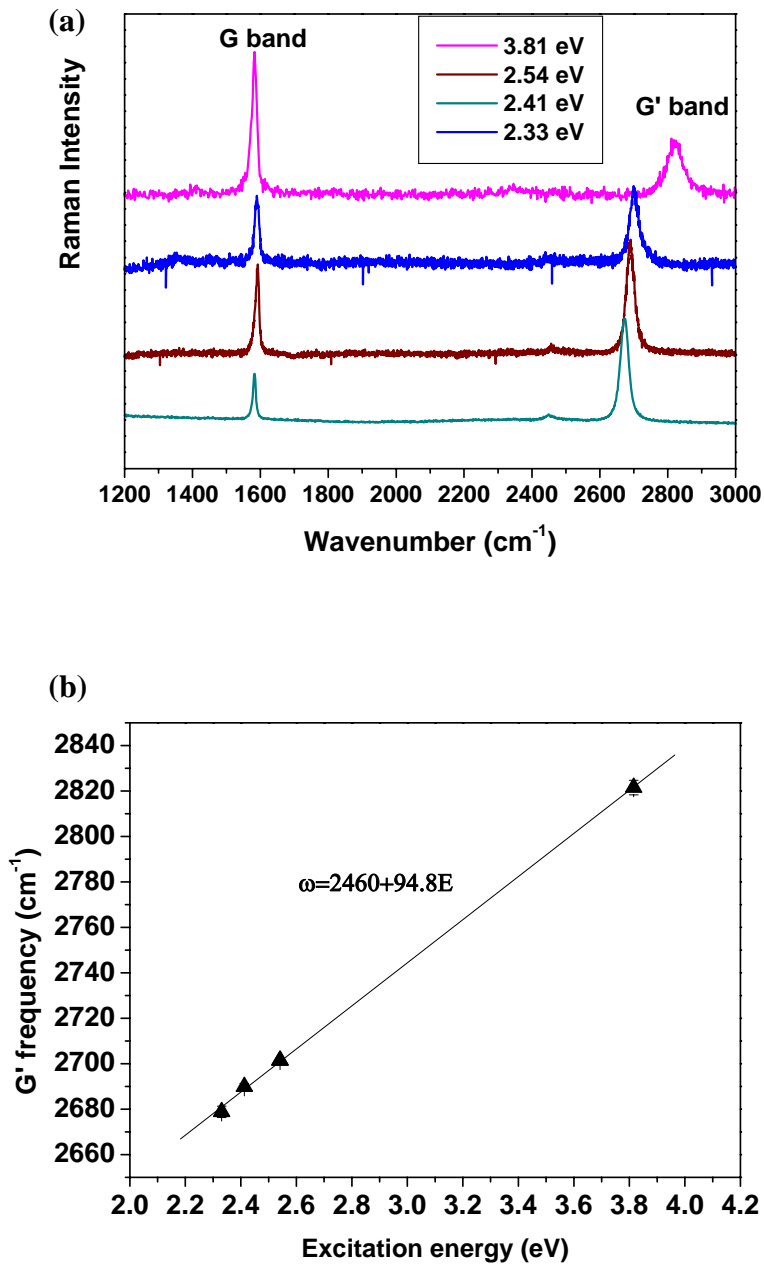 (a)
G band
3.81 eV
2.54 eV
2.41 eV
2.33 eV
G' band
Raman Intensity
1200 1400 1600 1800 2000 2200 2400 2600 2800 3000
Wavenumber (cm⁻¹)
(b)
2840
2820
2800
2780
2760
2740
2720
2700
2680
2660
G' frequency (cm⁻¹)
ω=2460+94.8E
2.0 2.2 2.4 2.6 2.8 3.0 3.2 3.4 3.6 3.8 4.0 4.2
Excitation energy (eV)